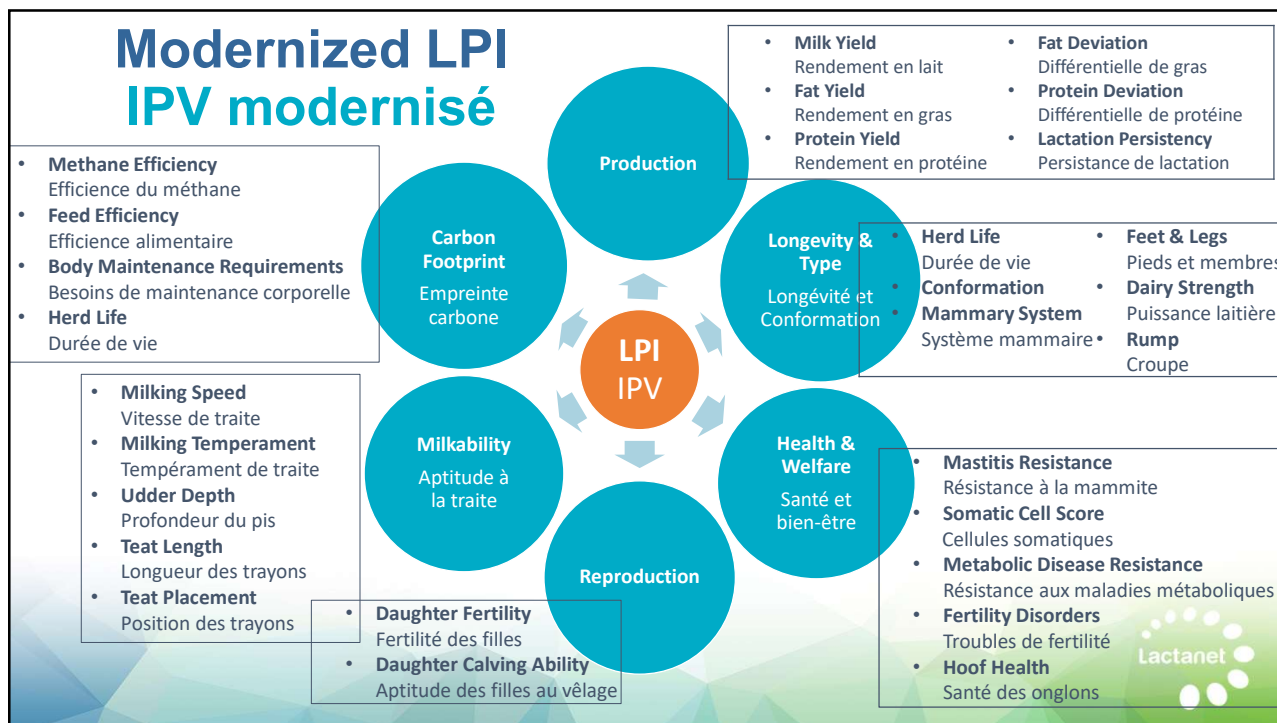 Modernized LPI
IPV modernisé
• Milk Yield
Rendement en lait
• Fat Yield
Rendement en gras
• Protein Yield
Rendement en protéine
• Fat Deviation
Différentielle de gras
• Protein Deviation
Différentielle de protéine
• Lactation Persistency
Persistance de lactation
Production
• Methane Efficiency
Efficience du méthane
• Feed Efficiency
Efficience alimentaire
• Body Maintenance Requirements
Besoins de maintenance corporelle
• Herd Life
Durée de vie
Carbon
Footprint
Empreinte
carbone
Longevity &
Type
Longévité et
Conformation
• Herd Life
Durée de vie
• Conformation
• Mammary System
Système mammaire
• Feet & Legs
Pieds et membres
• Dairy Strength
Puissance laitière
• Rump
Croupe
LPI
IPV
• Milking Speed
Vitesse de traite
• Milking Temperament
Tempérament de traite
• Udder Depth
Profondeur du pis
• Teat Length
Longueur des trayons
• Teat Placement
Position des trayons
Milkability
Aptitude à
la traite
Health &
Welfare
Santé et
bien-être
• Mastitis Resistance
Résistance à la mammite
• Somatic Cell Score
Cellules somatiques
• Metabolic Disease Resistance
Résistance aux maladies métaboliques
• Fertility Disorders
Troubles de fertilité
• Hoof Health
Santé des onglons
Reproduction
• Daughter Fertility
Fertilité des filles
• Daughter Calving Ability
Aptitude des filles au vêlage
Lactanet